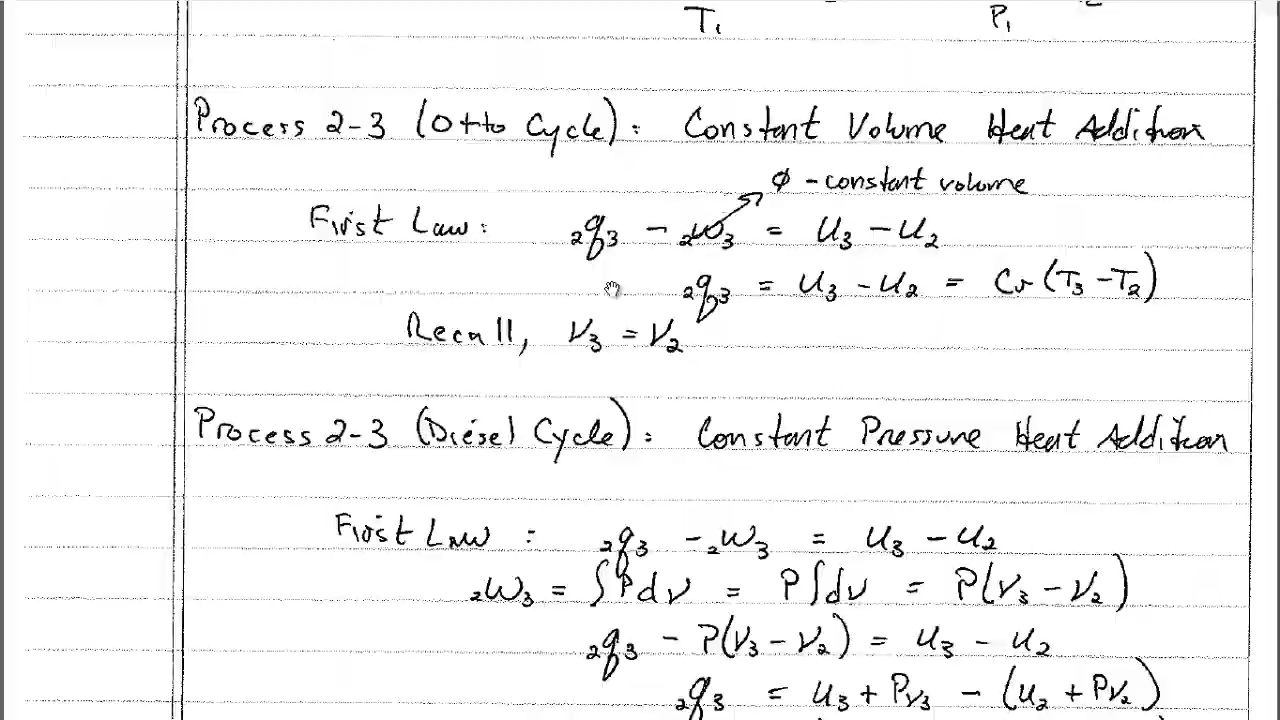 T₁ P₁
Process 2-3 (Otto Cycle): Constant Volume Heat Addition
Ø - constant volume
First Law: ₂q₃ - ₂w₃ = u₃ - u₂
₂q₃ = u₃ - u₂ = Cv (T₃ - T₂)
Recall, V₃ = V₂
Process 2-3 (Diesel Cycle): Constant Pressure Heat Addition
First Law : ₂q₃ - ₂w₃ = u₃ - u₂
₂w₃ = ∫Pdv = P∫dv = P(V₃ - V₂)
₂q₃ - P(V₃ - V₂) = u₃ - u₂
₂q₃ = u₃ + Pv₃ - (u₂ + Pv₂)